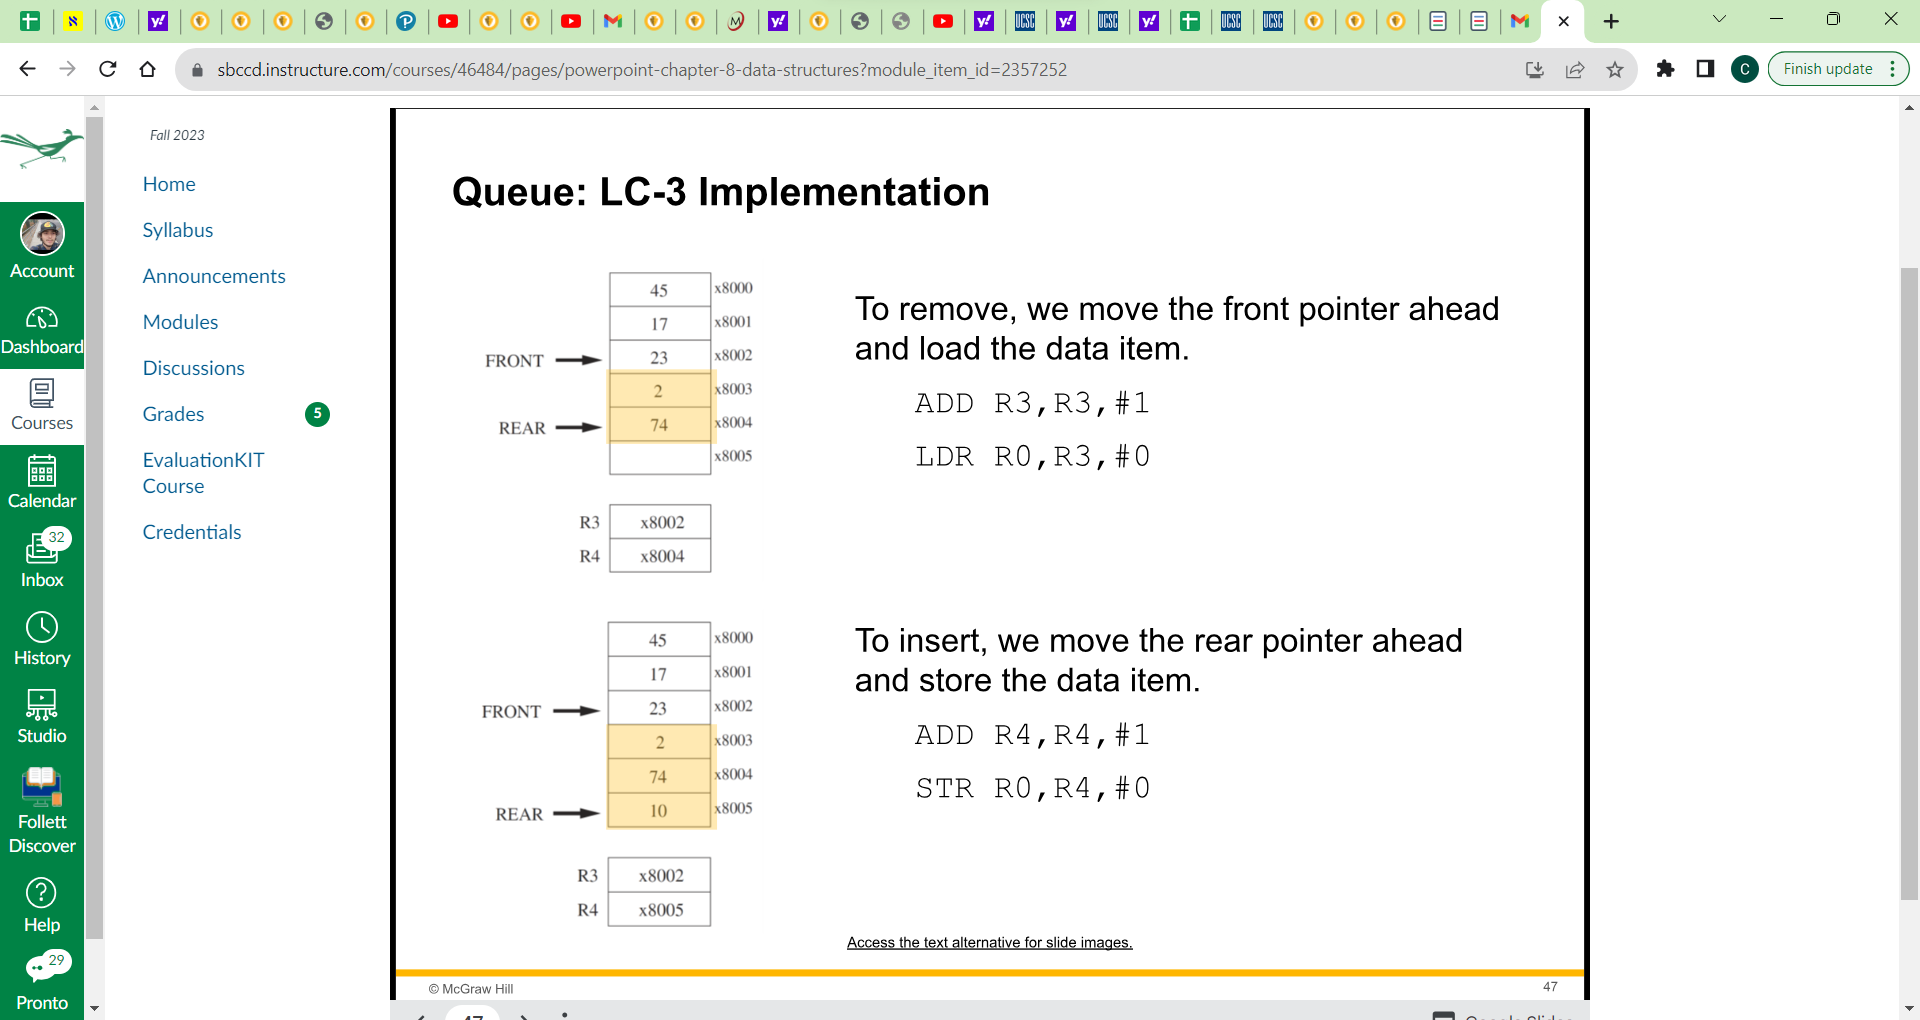 sbccd.instructure.com/courses/46484/pages/powerpoint-chapter-8-data-structures?module_item_id=2357252
C
Finish update
Account
Dashboard
Courses
Calendar
32
Inbox
History
Studio
Follett
Discover
Help
29
Pronto
Fall 2023
Home
Syllabus
Announcements
Modules
Discussions
Grades
5
EvaluationKIT
Course
Credentials
Queue: LC-3 Implementation
45 x8000
17 x8001
FRONT 23 x8002
2 x8003
REAR 74 x8004
x8005
R3 x8002
R4 x8004
To remove, we move the front pointer ahead
and load the data item.
ADD R3,R3,#1
LDR R0,R3,#0
45 x8000
17 x8001
FRONT 23 x8002
2 x8003
74 x8004
REAR 10 x8005
R3 x8002
R4 x8005
To insert, we move the rear pointer ahead
and store the data item.
ADD R4,R4,#1
STR R0,R4,#0
Access the text alternative for slide images.
© McGraw Hill
47